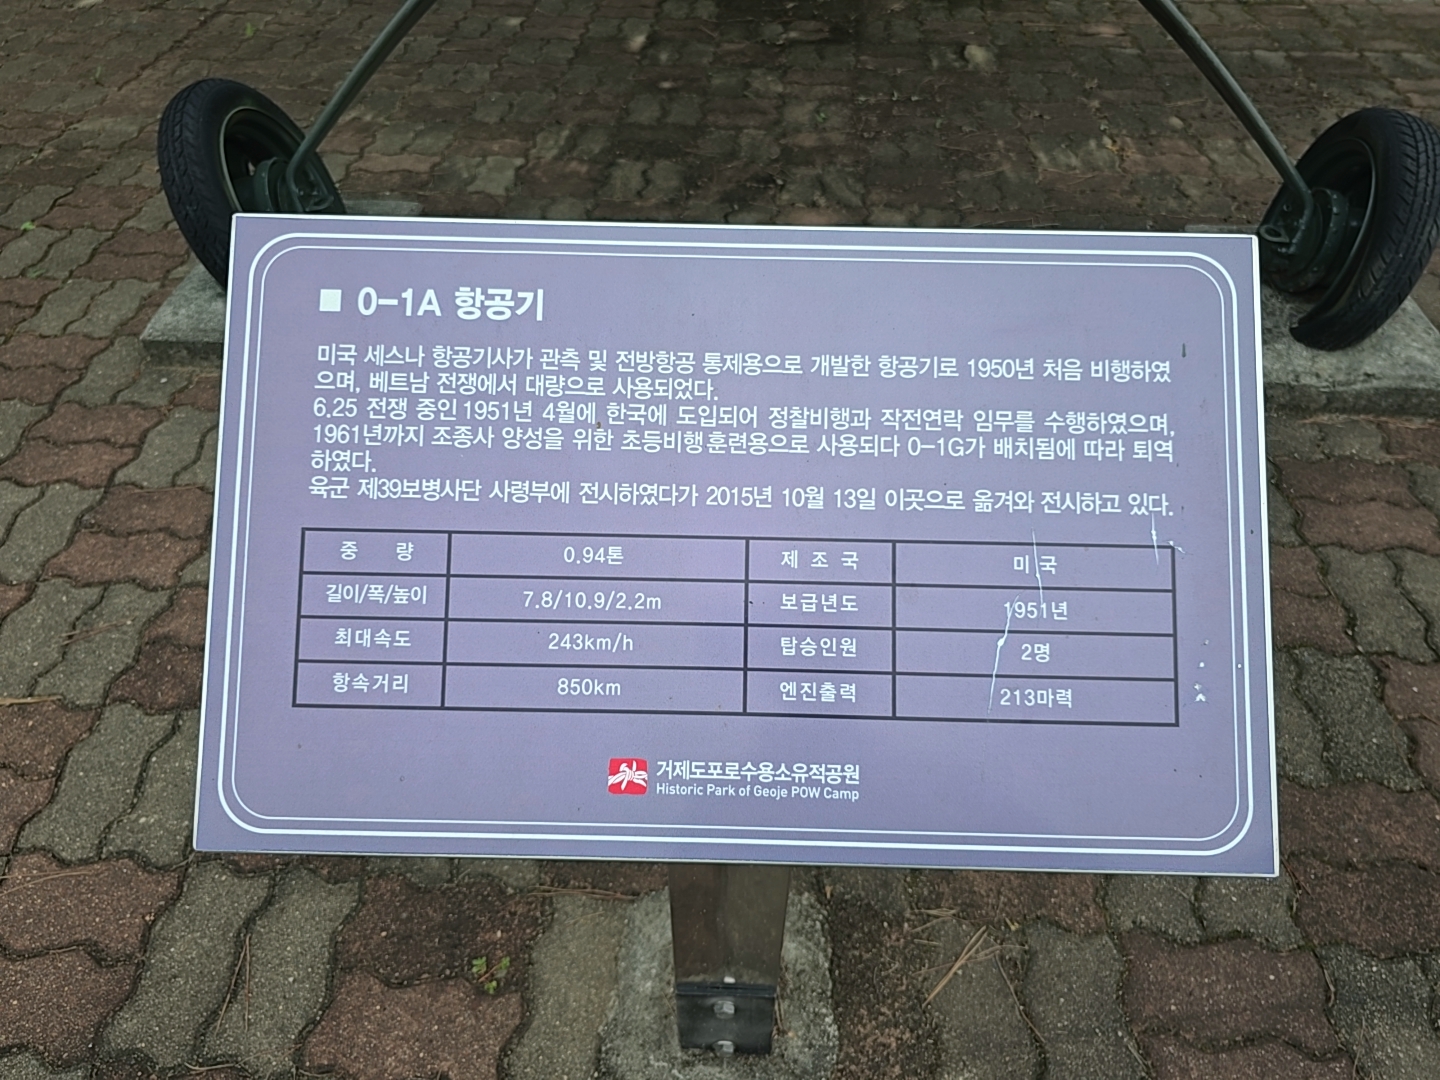 ■ 0-1A 항공기
미국 세스나 항공기사가 관측 및 전방항공 통제용으로 개발한 항공기로 1950년 처음 비행하였
으며, 베트남 전쟁에서 대량으로 사용되었다.
6.25 전쟁 중인 1951년 4월에 한국에 도입되어 정찰비행과 작전연락 임무를 수행하였으며,
1961년까지 조종사 양성을 위한 초등비행훈련용으로 사용되다 0-1G가 배치됨에 따라 퇴역
하였다.
육군 제39보병사단 사령부에 전시하였다가 2015년 10월 13일 이곳으로 옮겨와 전시하고 있다.
중 량 0.94톤 제 조 국 미 국
길이/폭/높이 7.8/10.9/2.2m 보급년도 1951년
최대속도 243km/h 탑승인원 2명
항속거리 850km 엔진출력 213마력
거제도포로수용소유적공원
Historic Park of Geoje POW Camp